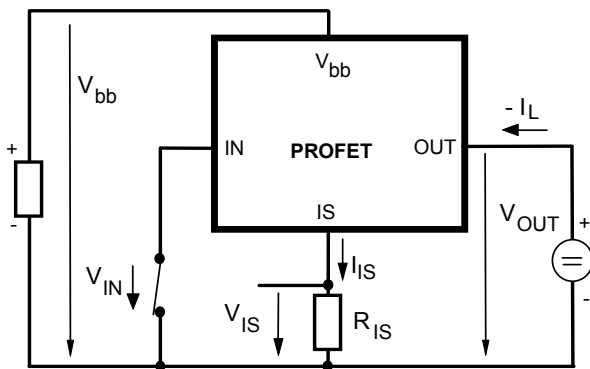 V_bb
V_bb
- I_L
IN
PROFET
OUT
+
IS
V_OUT
+
-
V_IN
I_IS
-
V_IS
R_IS